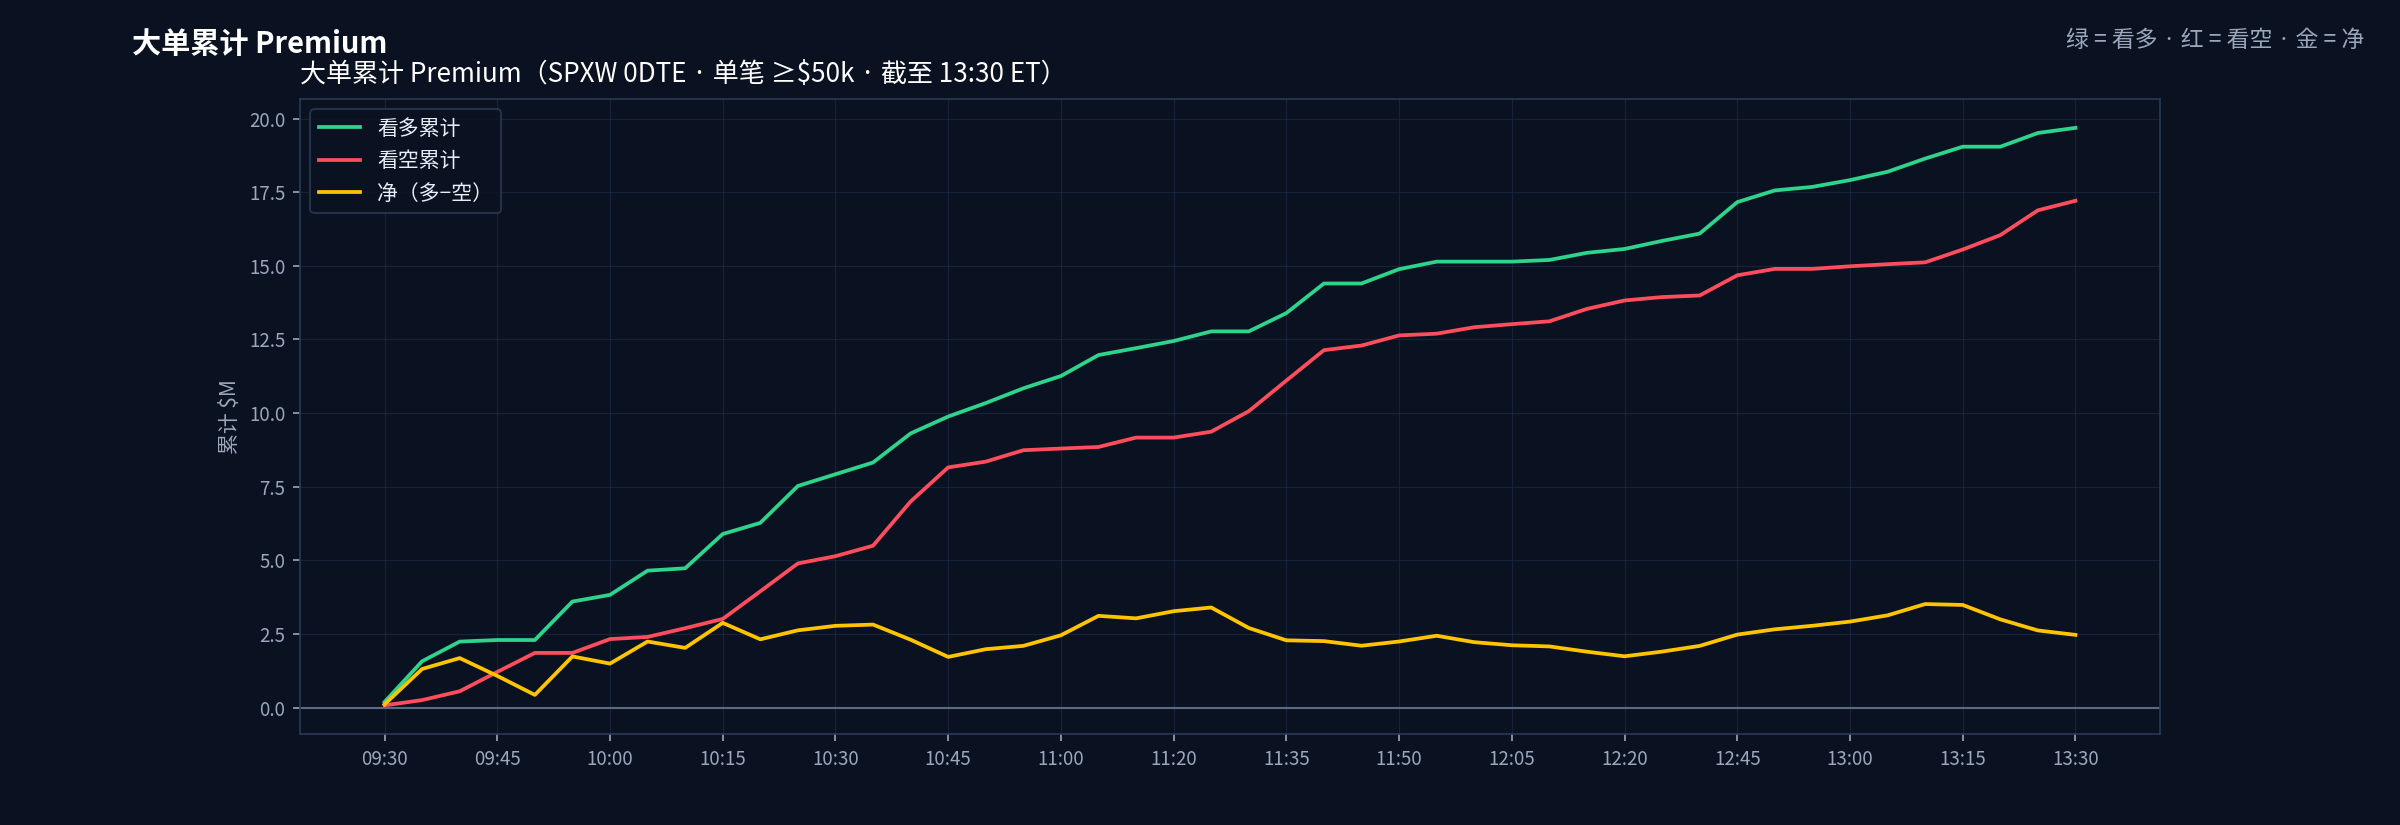 大单累计 Premium
绿 = 看多 · 红 = 看空 · 金 = 净
大单累计 Premium（SPXW 0DTE · 单笔 ≥$50k · 截至 13:30 ET）
看多累计
看空累计
净（多−空）
累计 $M
20.0
17.5
15.0
12.5
10.0
7.5
5.0
2.5
0.0
09:30 09:45 10:00 10:15 10:30 10:45 11:00 11:20 11:35 11:50 12:05 12:20 12:45 13:00 13:15 13:30